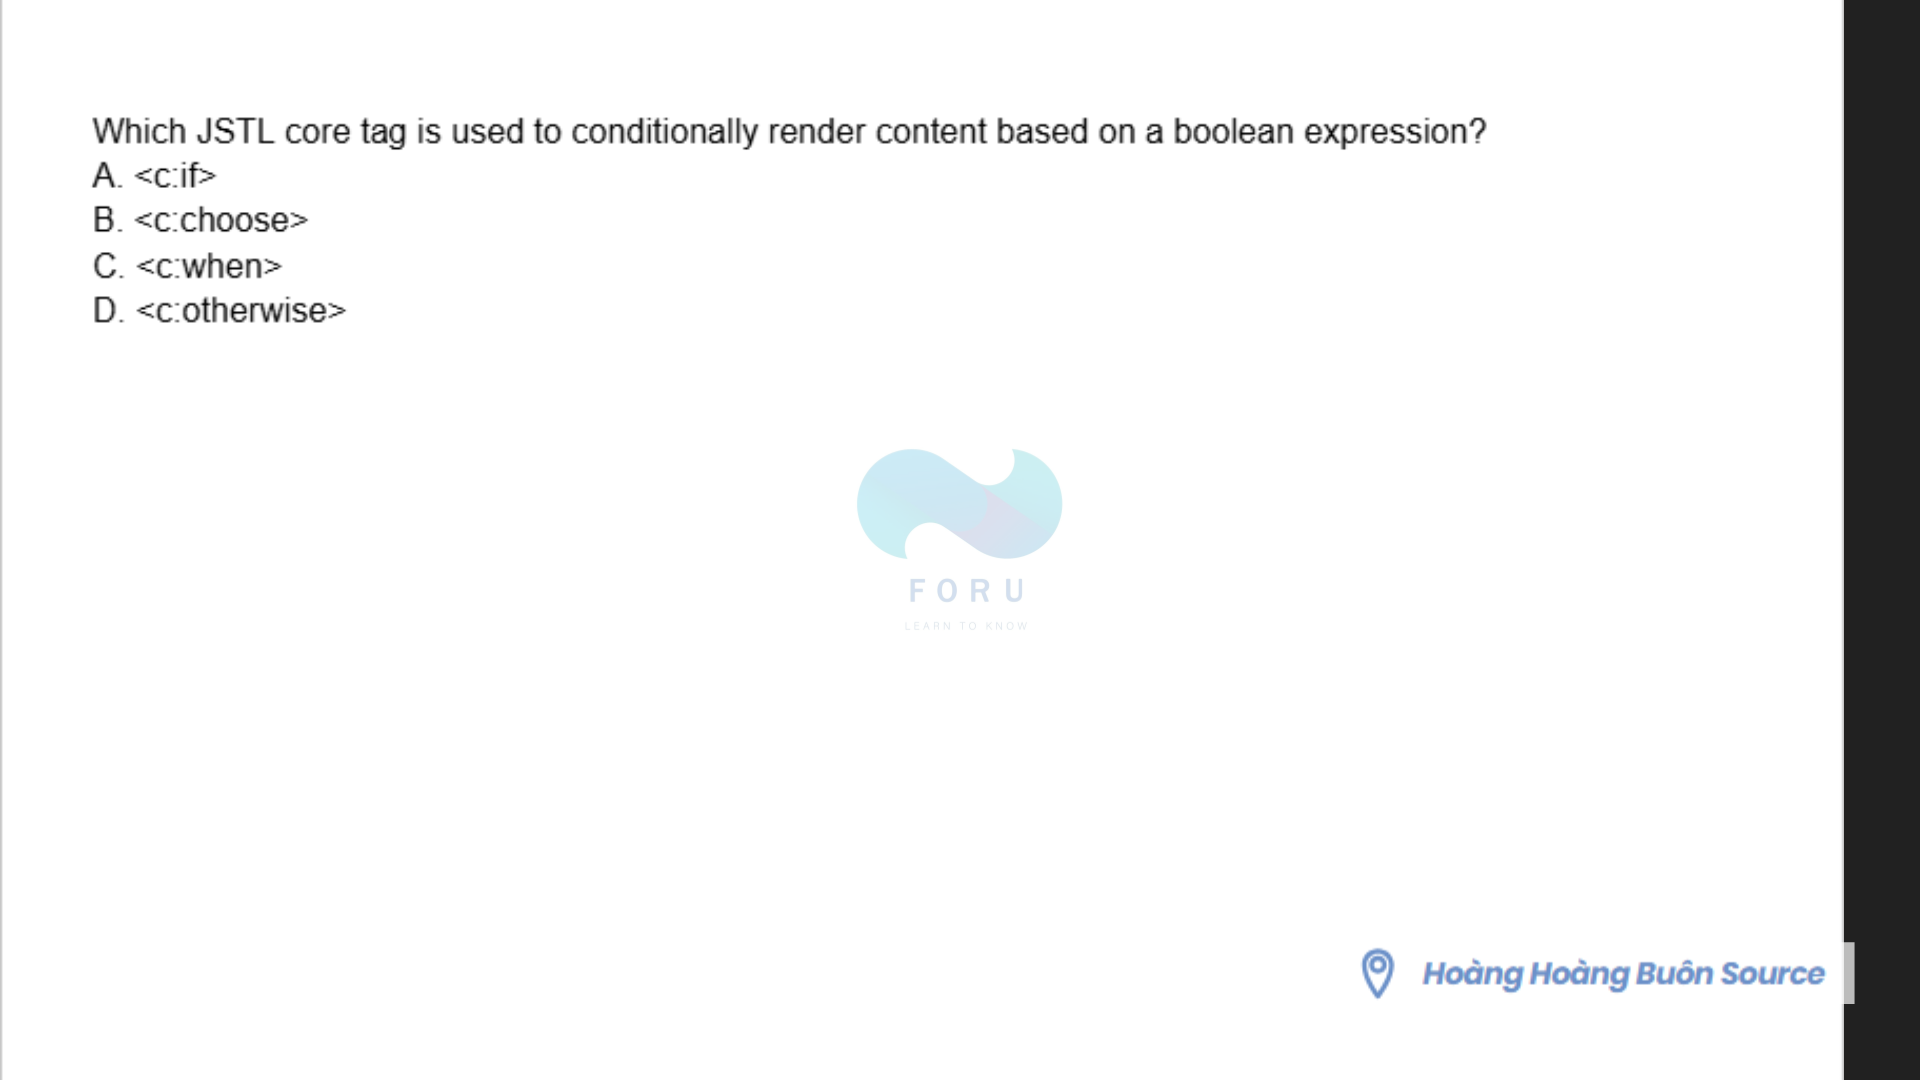 Which JSTL core tag is used to conditionally render content based on a boolean expression?
A. <c:if>
B. <c:choose>
C. <c:when>
D. <c:otherwise>
FORU
LEARN TO KNOW
Hoàng Hoàng Buôn Source